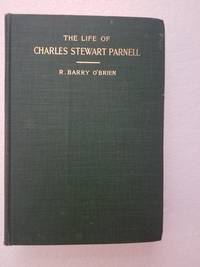 THE LIFE OF
CHARLES STEWART PARNELL
R. BARRY O'BRIEN